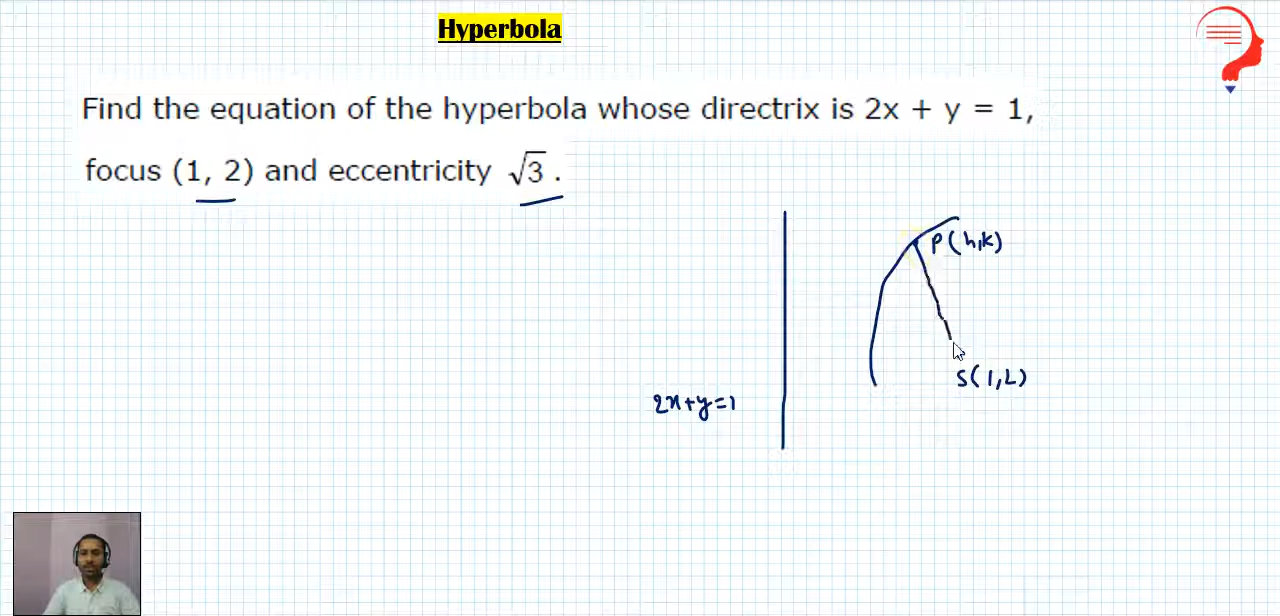 Hyperbola
Find the equation of the hyperbola whose directrix is 2x + y = 1,
focus (1, 2) and eccentricity √3 .
P(h,k)
S(1,2)
2x+y=1